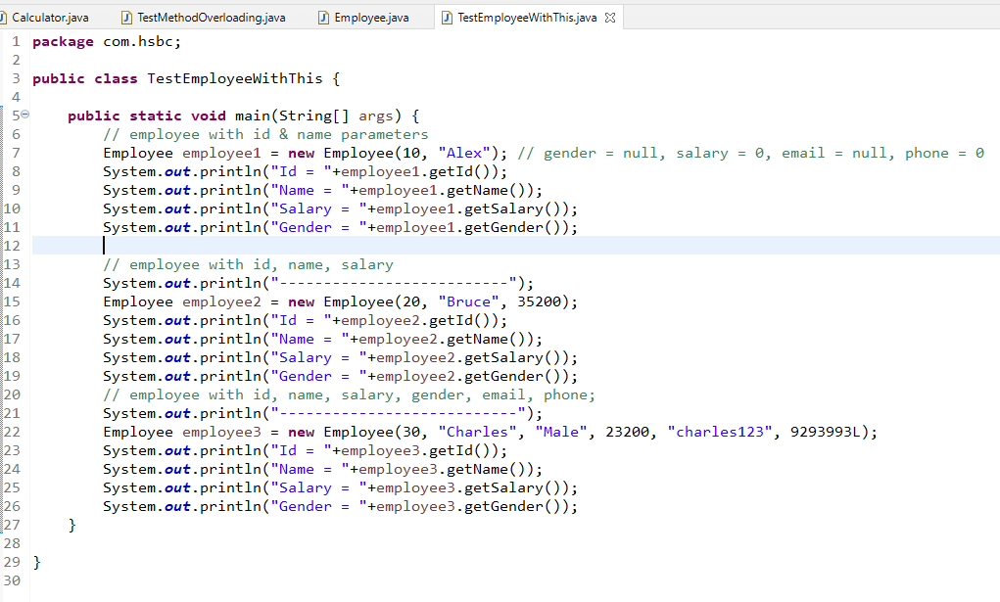 Calculator.java TestMethodOverloading.java Employee.java TestEmployeeWithThis.java
1 package com.hsbc;
2
3 public class TestEmployeeWithThis {
4
5 public static void main(String[] args) {
6 // employee with id & name parameters
7 Employee employee1 = new Employee(10, "Alex"); // gender = null, salary = 0, email = null, phone = 0
8 System.out.println("Id = "+employee1.getId());
9 System.out.println("Name = "+employee1.getName());
10 System.out.println("Salary = "+employee1.getSalary());
11 System.out.println("Gender = "+employee1.getGender());
12
13 // employee with id, name, salary
14 System.out.println("--------------------------");
15 Employee employee2 = new Employee(20, "Bruce", 35200);
16 System.out.println("Id = "+employee2.getId());
17 System.out.println("Name = "+employee2.getName());
18 System.out.println("Salary = "+employee2.getSalary());
19 System.out.println("Gender = "+employee2.getGender());
20 // employee with id, name, salary, gender, email, phone;
21 System.out.println("---------------------------");
22 Employee employee3 = new Employee(30, "Charles", "Male", 23200, "charles123", 9293993L);
23 System.out.println("Id = "+employee3.getId());
24 System.out.println("Name = "+employee3.getName());
25 System.out.println("Salary = "+employee3.getSalary());
26 System.out.println("Gender = "+employee3.getGender());
27 }
28
29 }
30